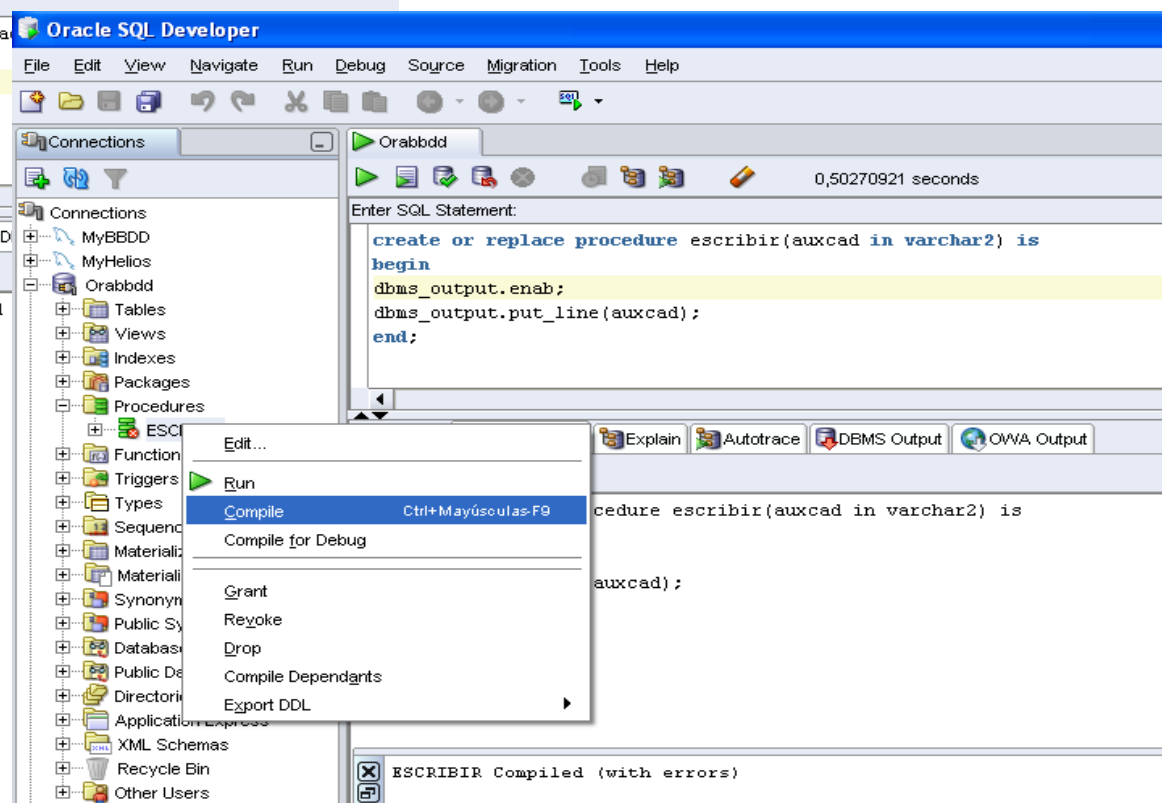 Oracle SQL Developer
File Edit View Navigate Run Debug Source Migration Tools Help
Connections
Orabbdd
0,50270921 seconds
Connections
Enter SQL Statement:
MyBBDD
create or replace procedure escribir(auxcad in varchar2) is
MyHelios
begin
Orabbdd
dbms_output.enab;
Tables
dbms_output.put_line(auxcad);
Views
end;
Indexes
Packages
Procedures
ESCI
Edit...
Explain Autotrace DBMS Output OWA Output
Function
Triggers
Run
Types
Compile Ctrl+Mayúsculas-F9
cedure escribir(auxcad in varchar2) is
Sequenc
Compile for Debug
Materializ
Materiali
auxcad);
Grant
Synonyn
Public Sy
Revoke
Databas
Drop
Public Da
Compile Dependants
Directori
Export DDL
Application Express
XML Schemas
Recycle Bin
ESCRIBIR Compiled (with errors)
Other Users